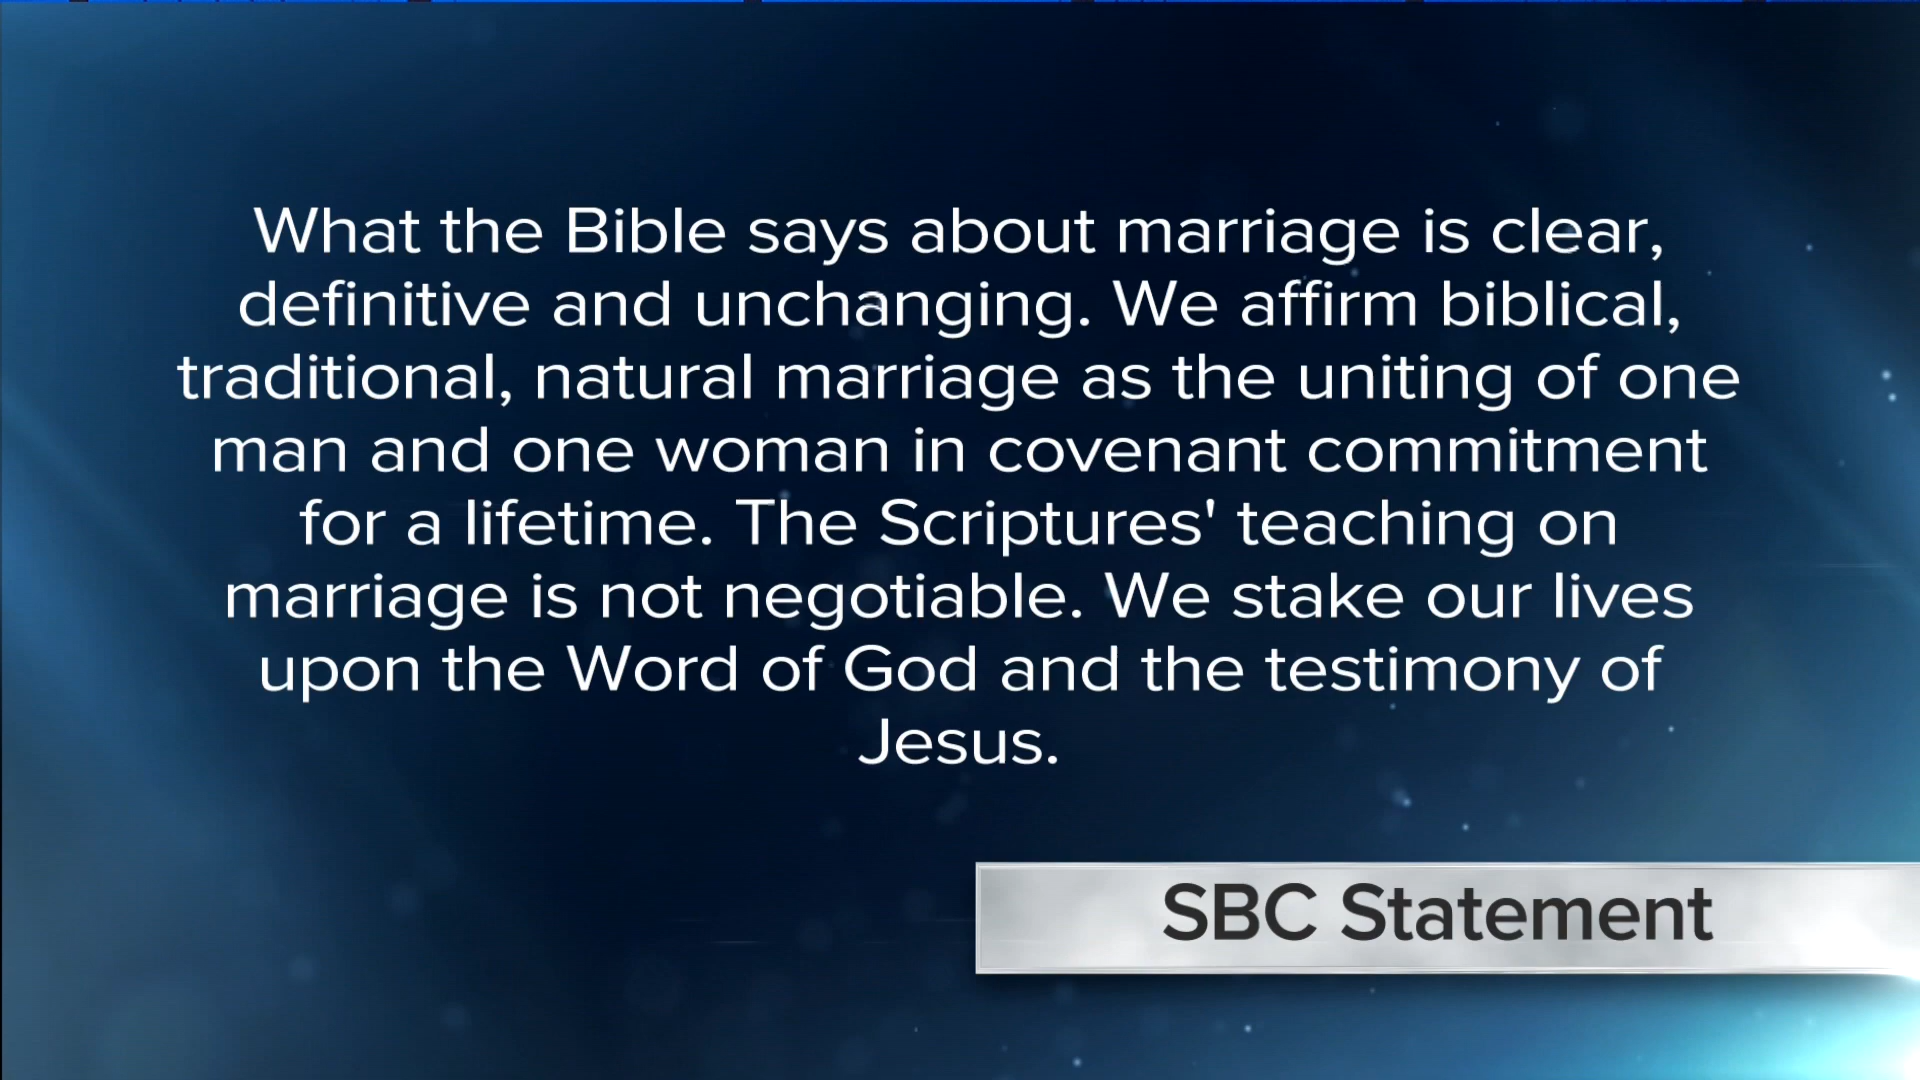 What the Bible says about marriage is clear,
definitive and unchanging. We affirm biblical,
traditional, natural marriage as the uniting of one
man and one woman in covenant commitment
for a lifetime. The Scriptures' teaching on
marriage is not negotiable. We stake our lives
upon the Word of God and the testimony of
Jesus.
SBC Statement